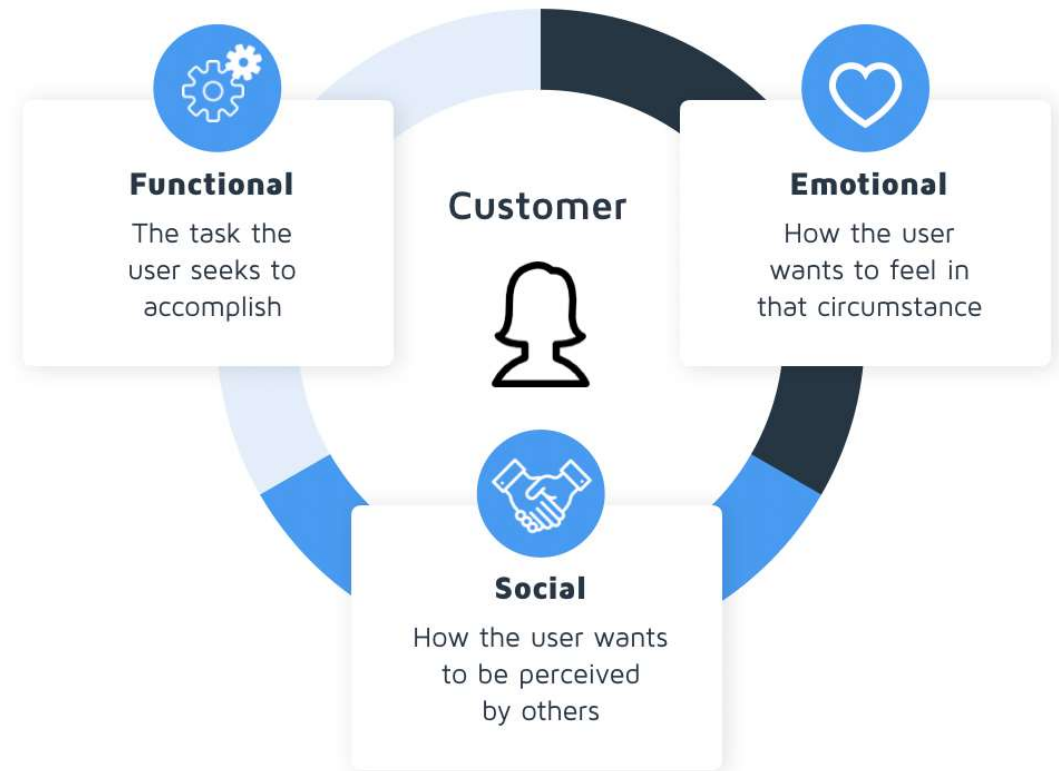 Functional
The task the
user seeks to
accomplish
Customer
Emotional
How the user
wants to feel in
that circumstance
Social
How the user wants
to be perceived
by others